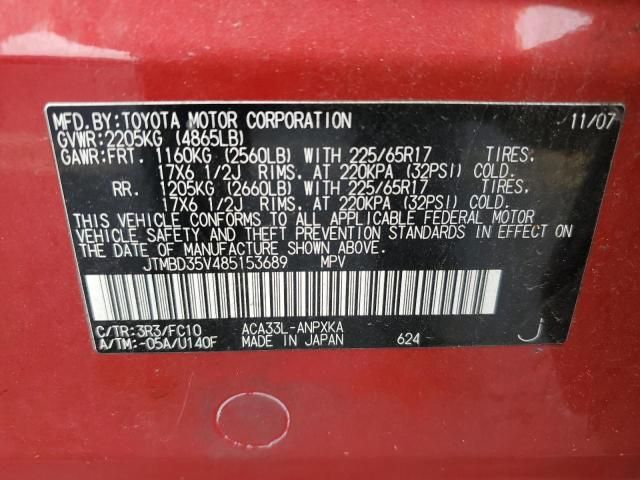 MFD.BY:TOYOTA MOTOR CORPORATION 11/07
GVWR:2205KG (4865LB)
GAWR:FRT. 1160KG (2560LB) WITH 225/65R17 TIRES.
17X6 1/2J RIMS. AT 220KPA (32PSI) COLD.
RR. 1205KG (2660LB) WITH 225/65R17 TIRES.
17X6 1/2J RIMS. AT 220KPA (32PSI) COLD.
THIS VEHICLE CONFORMS TO ALL APPLICABLE FEDERAL MOTOR
VEHICLE SAFETY AND THEFT PREVENTION STANDARDS IN EFFECT ON
THE DATE OF MANUFACTURE SHOWN ABOVE.
JTMBD35V485153689 MPV
C/TR:3R3/FC10 ACA33L-ANPXKA
A/TM:-05A/U140F MADE IN JAPAN 624 J